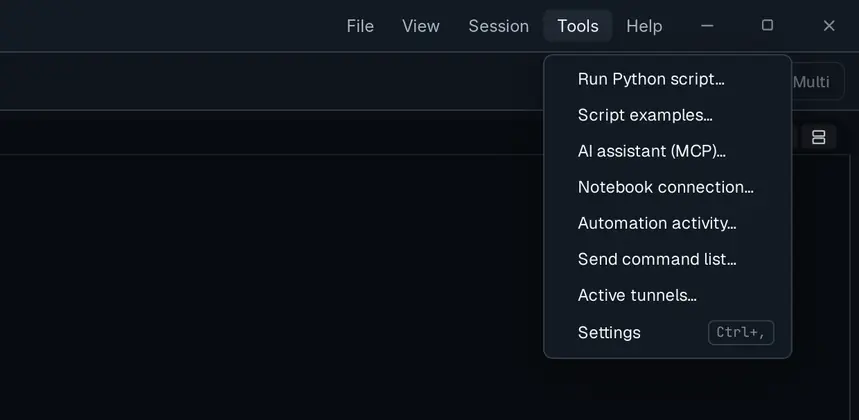 File View Session Tools Help
Run Python script...
Multi
Script examples...
AI assistant (MCP)...
Notebook connection...
Automation activity...
Send command list...
Active tunnels...
Settings Ctrl+,